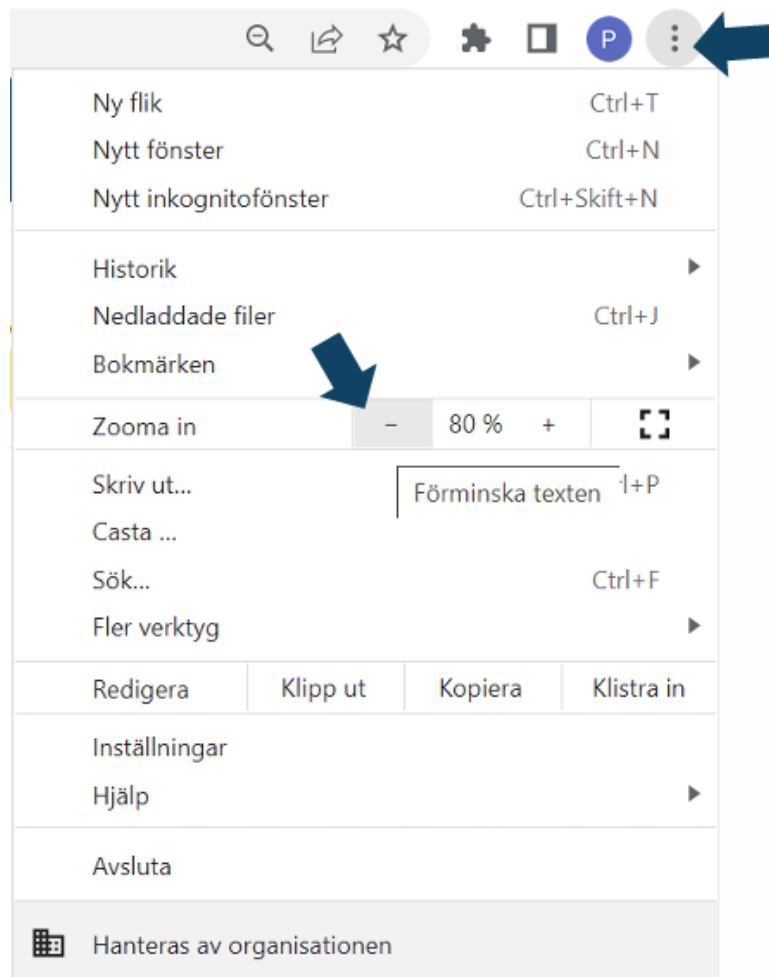 P
Ny flik Ctrl+T
Nytt fönster Ctrl+N
Nytt inkognitofönster Ctrl+Skift+N
Historik
Nedladdade filer Ctrl+J
Bokmärken
Zooma in − 80 % +
Skriv ut... l+P
Förminska texten
Casta ...
Sök... Ctrl+F
Fler verktyg
Redigera Klipp ut Kopiera Klistra in
Inställningar
Hjälp
Avsluta
Hanteras av organisationen